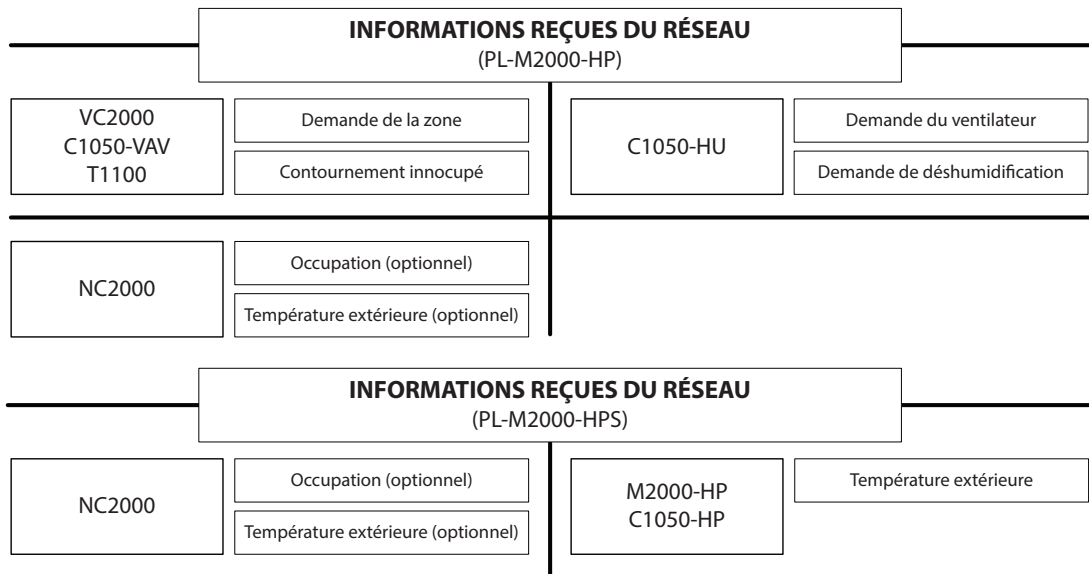 INFORMATIONS REÇUES DU RÉSEAU
(PL-M2000-HP)
VC2000
C1050-VAV
T1100
Demande de la zone
Contournement innocupé
C1050-HU
Demande du ventilateur
Demande de déshumidification
NC2000
Occupation (optionnel)
Température extérieure (optionnel)
INFORMATIONS REÇUES DU RÉSEAU
(PL-M2000-HPS)
NC2000
Occupation (optionnel)
Température extérieure (optionnel)
M2000-HP
C1050-HP
Température extérieure